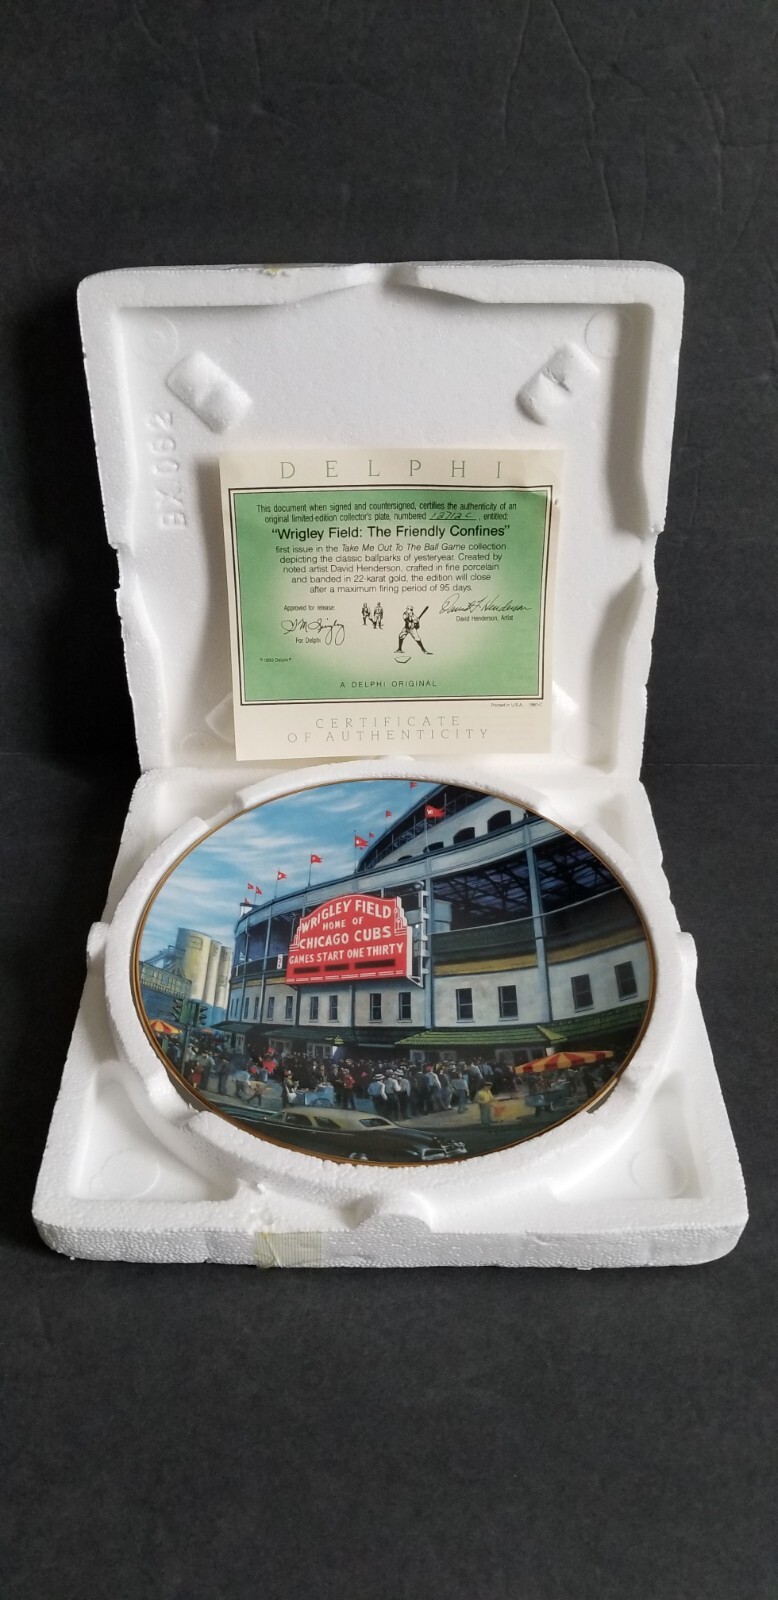 BX 092
DELPHI
This document when signed and countersigned, certifies the authenticity of an
original limited-edition collector's plate, numbered 12712C, entitled:
"Wrigley Field: The Friendly Confines"
first issue in the Take Me Out To The Ball Game collection
depicting the classic ballparks of yesteryear. Created by
noted artist David Henderson, crafted in fine porcelain
and banded in 22-karat gold, the edition will close
after a maximum firing period of 95 days.
Approved for release:
For Delphi
David Henderson, Artist
A DELPHI ORIGINAL
Printed in U.S.A.
CERTIFICATE
OF AUTHENTICITY
WRIGLEY FIELD
HOME OF
CHICAGO CUBS
GAMES START ONE THIRTY